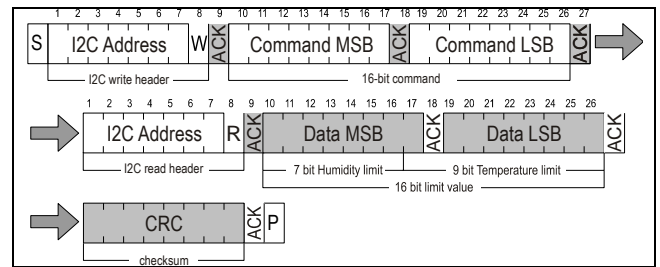 1 2 3 4 5 6 7 8 9 10 11 12 13 14 15 16 17 18 19 20 21 22 23 24 25 26 27
S I2C Address W ACK Command MSB ACK Command LSB ACK
I2C write header 16-bit command
1 2 3 4 5 6 7 8 9 10 11 12 13 14 15 16 17 18 19 20 21 22 23 24 25 26
I2C Address R ACK Data MSB ACK Data LSB ACK
I2C read header 7 bit Humidity limit 9 bit Temperature limit
16 bit limit value
CRC ACK P
checksum